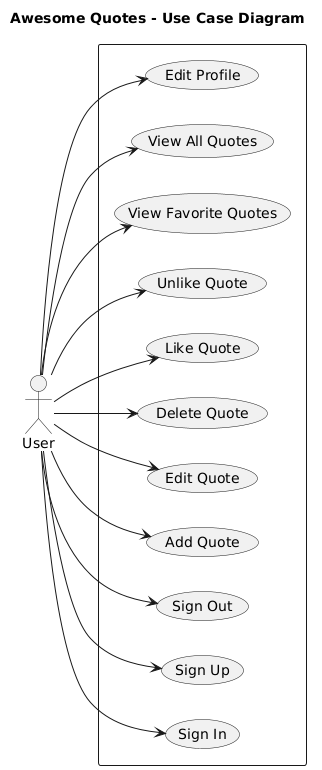 Awesome Quotes - Use Case Diagram
Edit Profile
View All Quotes
View Favorite Quotes
Unlike Quote
Like Quote
Delete Quote
User
Edit Quote
Add Quote
Sign Out
Sign Up
Sign In